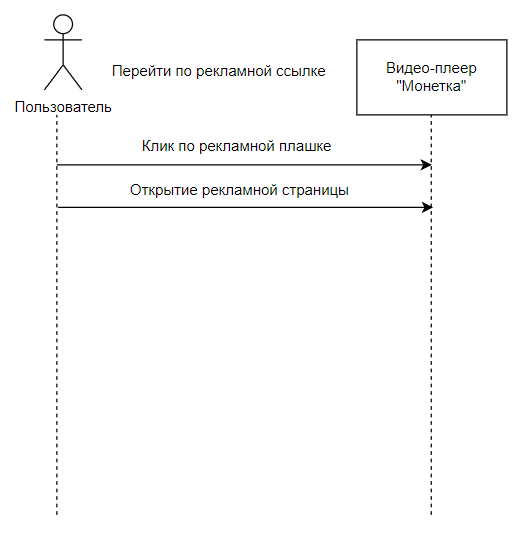 Перейти по рекламной ссылке
Видео-плеер
"Монетка"
Пользователь
Клик по рекламной плашке
Открытие рекламной страницы